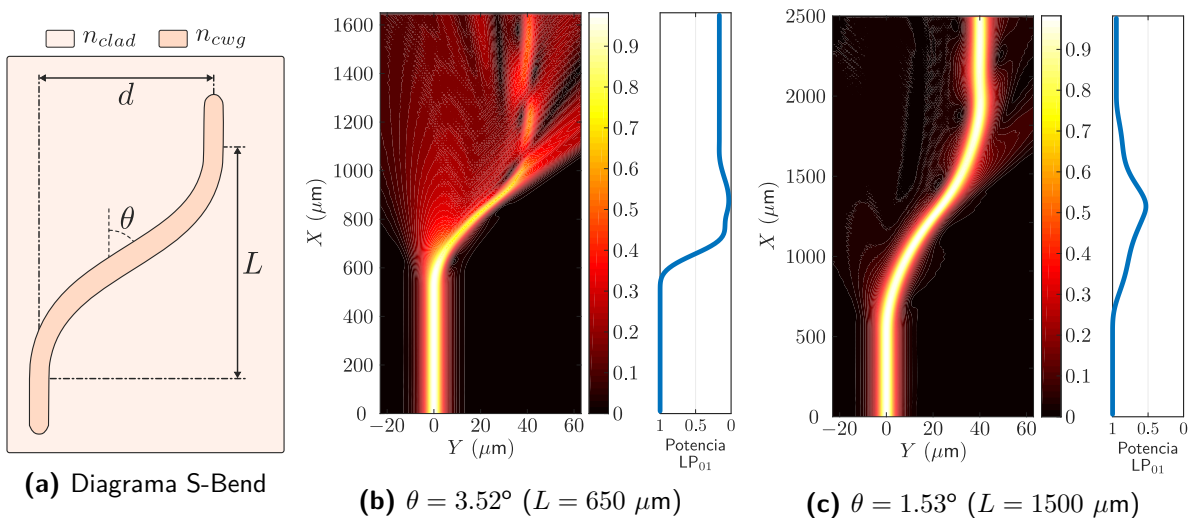 n_clad n_cwg
d
θ
L
(a) Diagrama S-Bend
1600
1400
1200
1000
800
600
400
200
0
X (μm)
−20 0 20 40 60
Y (μm)
0.9
0.8
0.7
0.6
0.5
0.4
0.3
0.2
0.1
0
1 0.5 0
Potencia
LP₀₁
(b) θ = 3.52° (L = 650 μm)
2500
2000
1500
1000
500
0
X (μm)
−20 0 20 40 60
Y (μm)
0.9
0.8
0.7
0.6
0.5
0.4
0.3
0.2
0.1
0
1 0.5 0
Potencia
LP₀₁
(c) θ = 1.53° (L = 1500 μm)